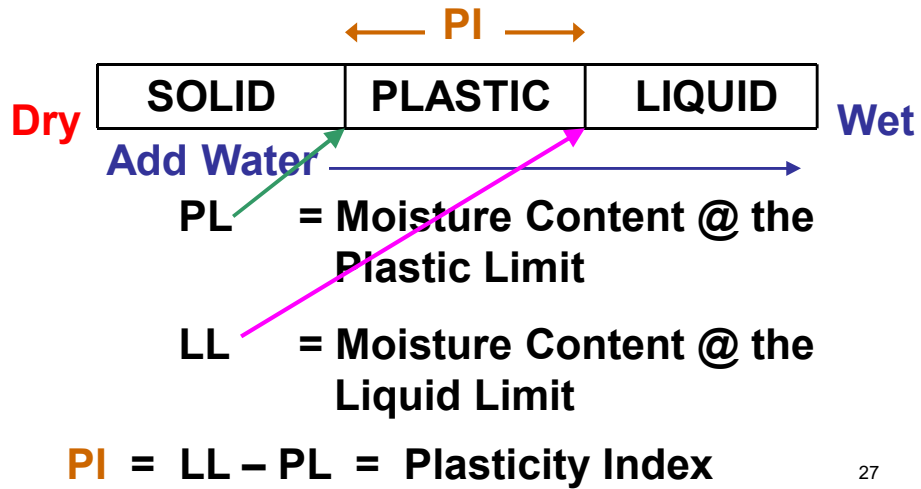 PI
SOLID PLASTIC LIQUID
Dry Wet
Add Water
PL = Moisture Content @ the
Plastic Limit
LL = Moisture Content @ the
Liquid Limit
PI = LL – PL = Plasticity Index
27